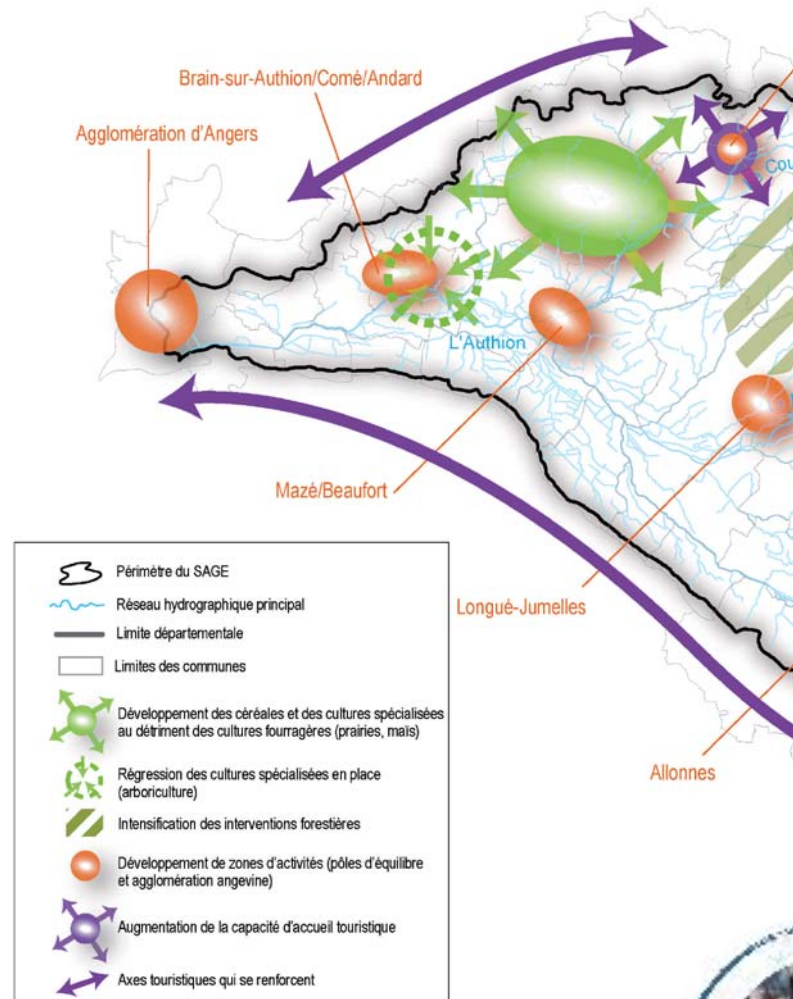 Brain-sur-Authion/Corné/Andard
Agglomération d'Angers
Cou
L'Authion
Mazé/Beaufort
Longué-Jumelles
Allonnes
Périmètre du SAGE
Réseau hydrographique principal
Limite départementale
Limites des communes
Développement des céréales et des cultures spécialisées
au détriment des cultures fourragères (prairies, maïs)
Régression des cultures spécialisées en place
(arboriculture)
Intensification des interventions forestières
Développement de zones d'activités (pôles d'équilibre
et agglomération angevine)
Augmentation de la capacité d'accueil touristique
Axes touristiques qui se renforcent